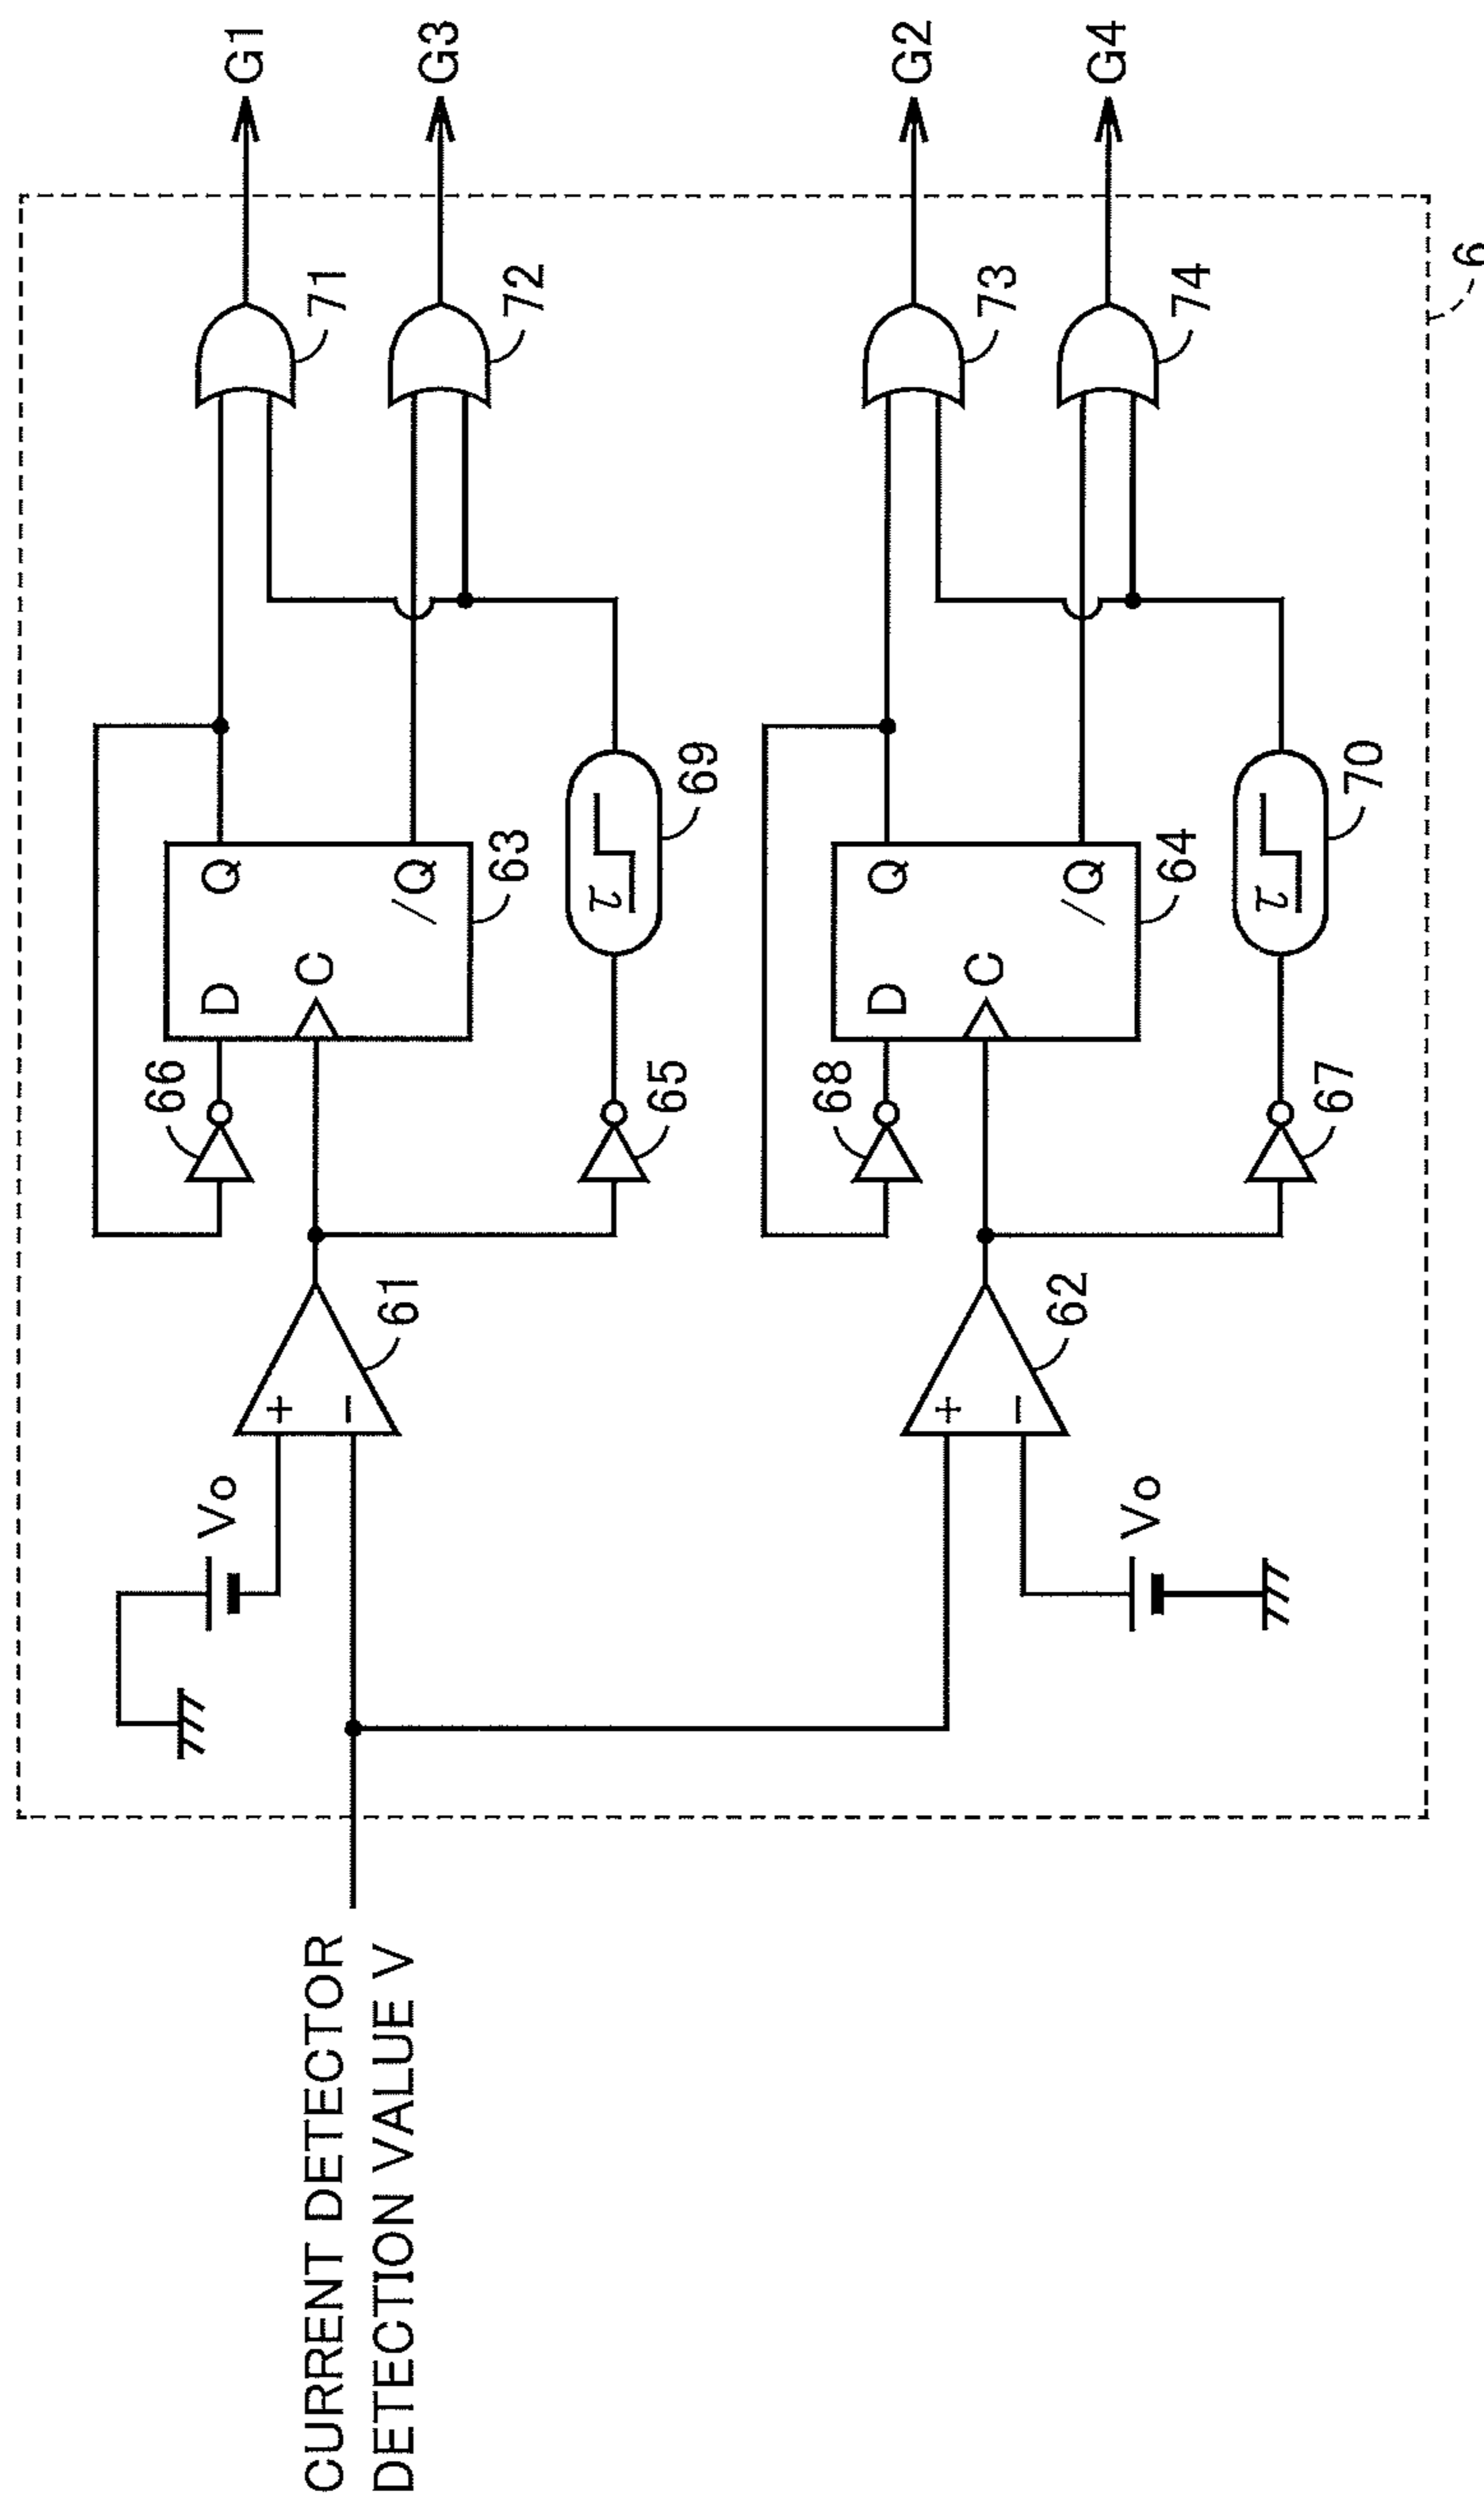 CURRENT DETECTOR
DETECTION VALUE V
Vo
+
−
61
66
D
Q
C
/Q
63
65
τ
69
71
G1
72
G3
Vo
+
−
62
68
D
Q
C
/Q
64
67
τ
70
73
G2
74
G4
6